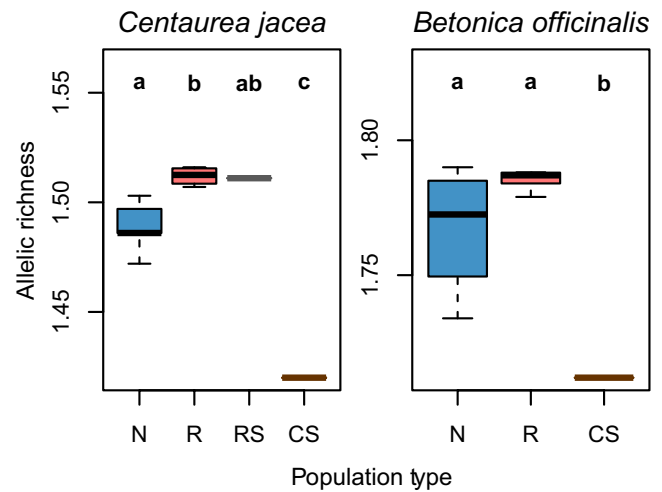 Centaurea jacea
Betonica officinalis
a b ab c
a a b
Allelic richness
1.55
1.50
1.45
1.80
1.75
N R RS CS
N R CS
Population type